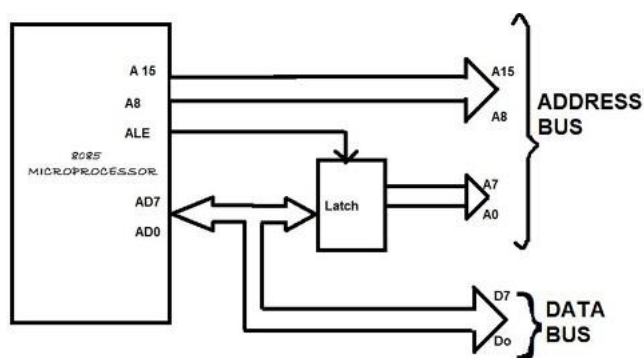 A 15
A8
ALE
8085
MICROPROCESSOR
AD7
AD0
Latch
A15
A8
A7
A0
ADDRESS
BUS
D7
Do
DATA
BUS